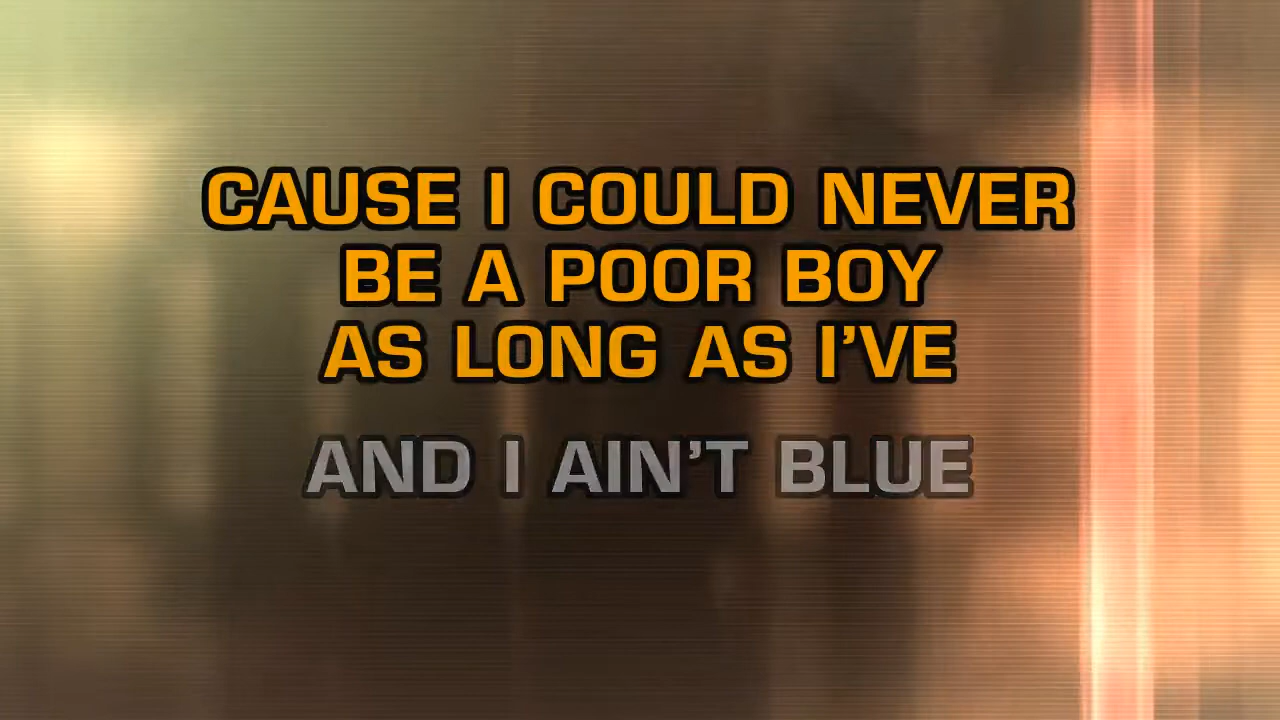 CAUSE I COULD NEVER
BE A POOR BOY
AS LONG AS I’VE
AND I AIN’T BLUE